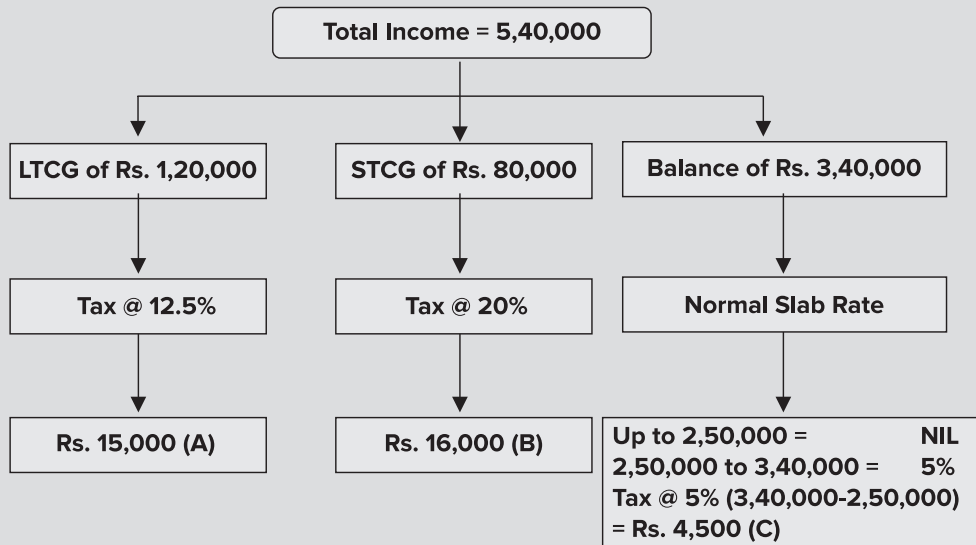 Total Income = 5,40,000
LTCG of Rs. 1,20,000
STCG of Rs. 80,000
Balance of Rs. 3,40,000
Tax @ 12.5%
Tax @ 20%
Normal Slab Rate
Rs. 15,000 (A)
Rs. 16,000 (B)
Up to 2,50,000 = NIL
2,50,000 to 3,40,000 = 5%
Tax @ 5% (3,40,000-2,50,000)
= Rs. 4,500 (C)